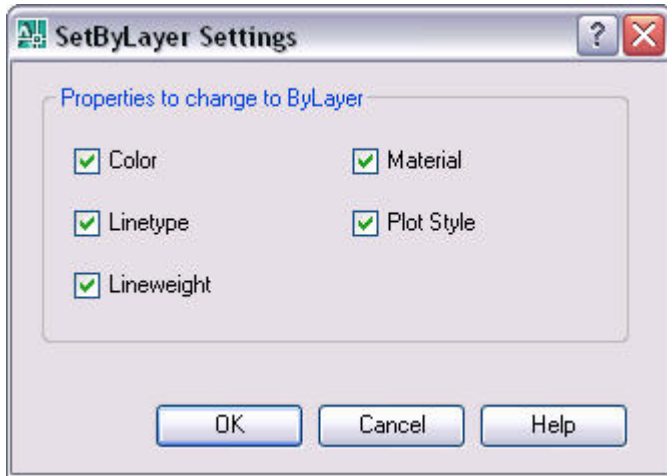 SetByLayer Settings
Properties to change to ByLayer
Color
Material
Linetype
Plot Style
Lineweight
OK
Cancel
Help